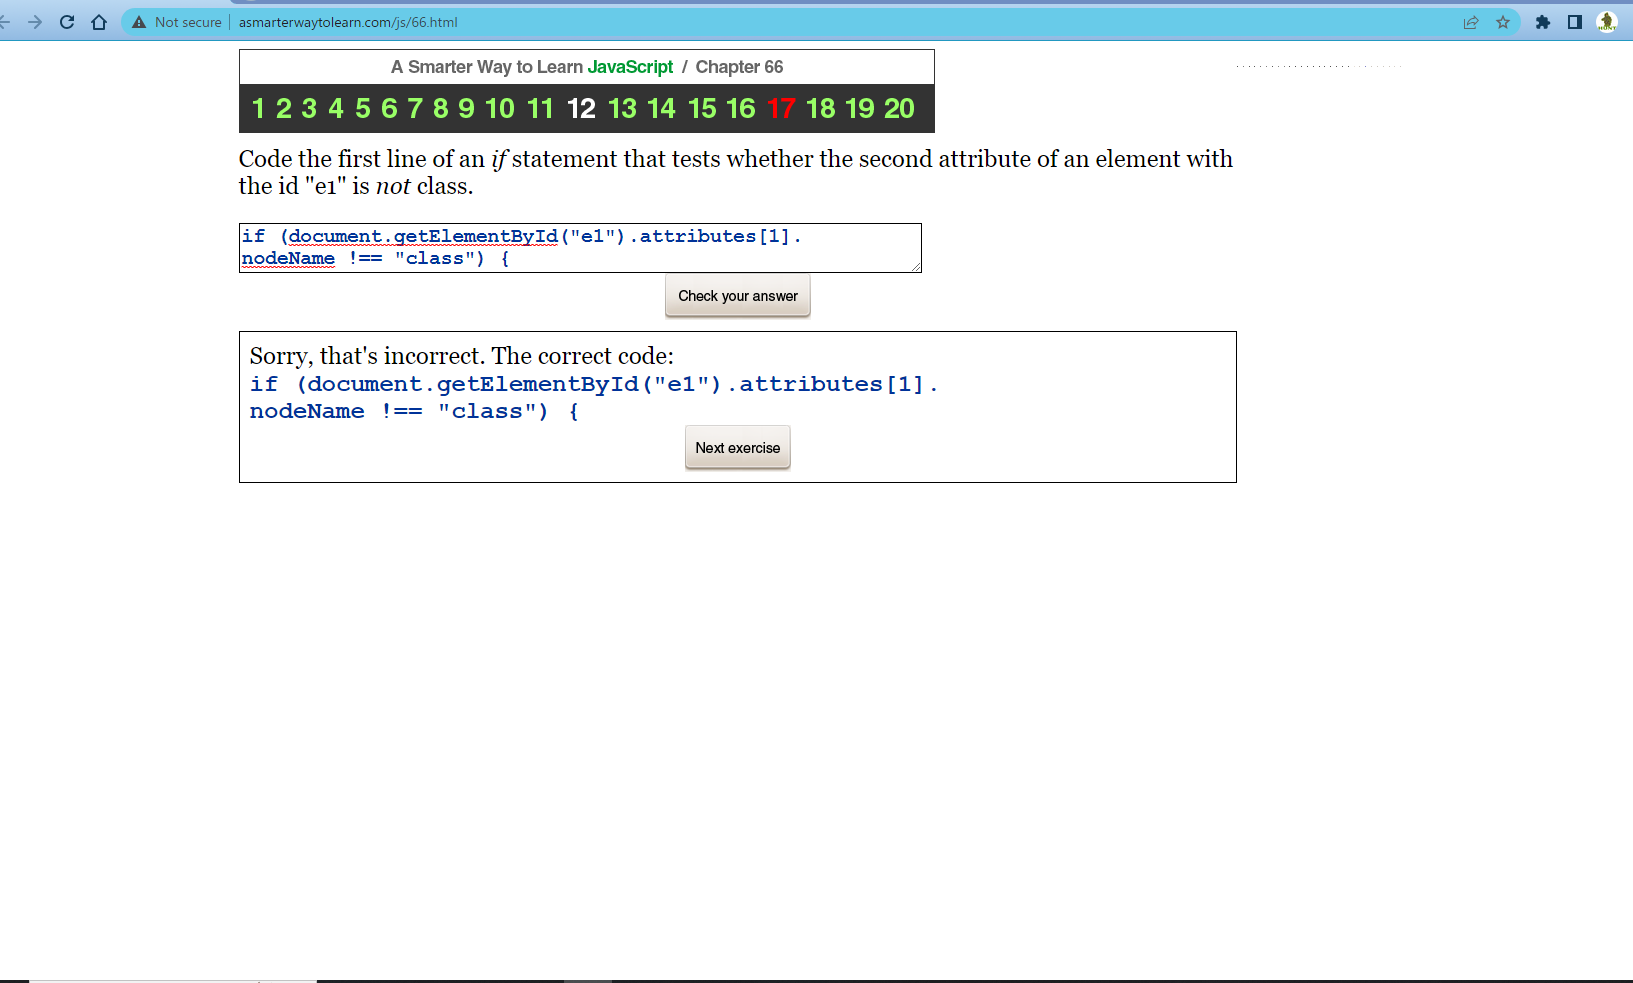 Not secure | asmarterwaytolearn.com/js/66.html
A Smarter Way to Learn JavaScript / Chapter 66
1 2 3 4 5 6 7 8 9 10 11 12 13 14 15 16 17 18 19 20
Code the first line of an if statement that tests whether the second attribute of an element with
the id "e1" is not class.
if (document.getElementById("e1").attributes[1].
nodeName !== "class") {
Check your answer
Sorry, that's incorrect. The correct code:
if (document.getElementById("e1").attributes[1].
nodeName !== "class") {
Next exercise